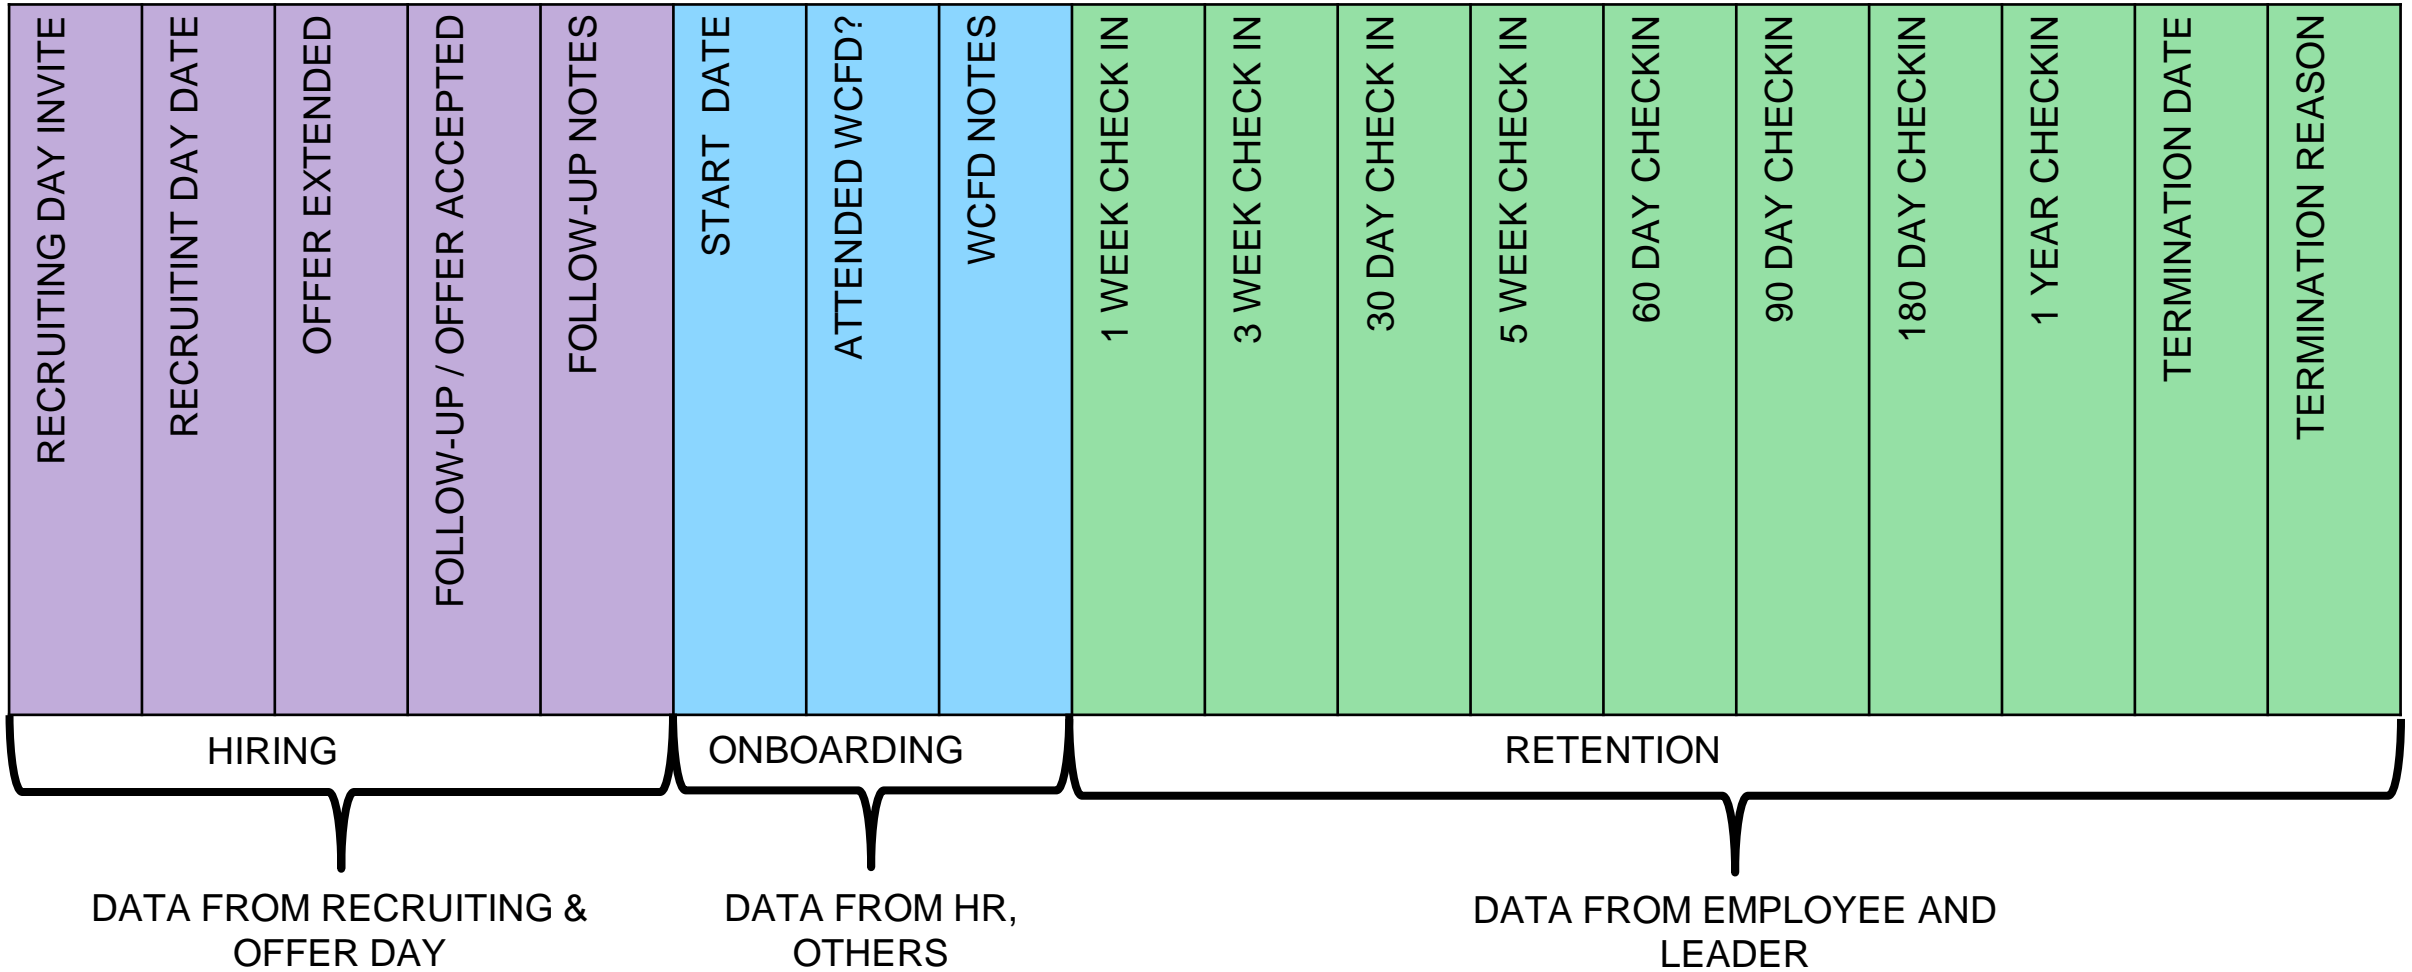 RECRUITING DAY INVITE
RECRUITINT DAY DATE
OFFER EXTENDED
FOLLOW-UP / OFFER ACCEPTED
FOLLOW-UP NOTES
START DATE
ATTENDED WCFD?
WCFD NOTES
1 WEEK CHECK IN
3 WEEK CHECK IN
30 DAY CHECK IN
5 WEEK CHECK IN
60 DAY CHECKIN
90 DAY CHECKIN
180 DAY CHECKIN
1 YEAR CHECKIN
TERMINATION DATE
TERMINATION REASON
HIRING
ONBOARDING
RETENTION
DATA FROM RECRUITING &
OFFER DAY
DATA FROM HR,
OTHERS
DATA FROM EMPLOYEE AND
LEADER